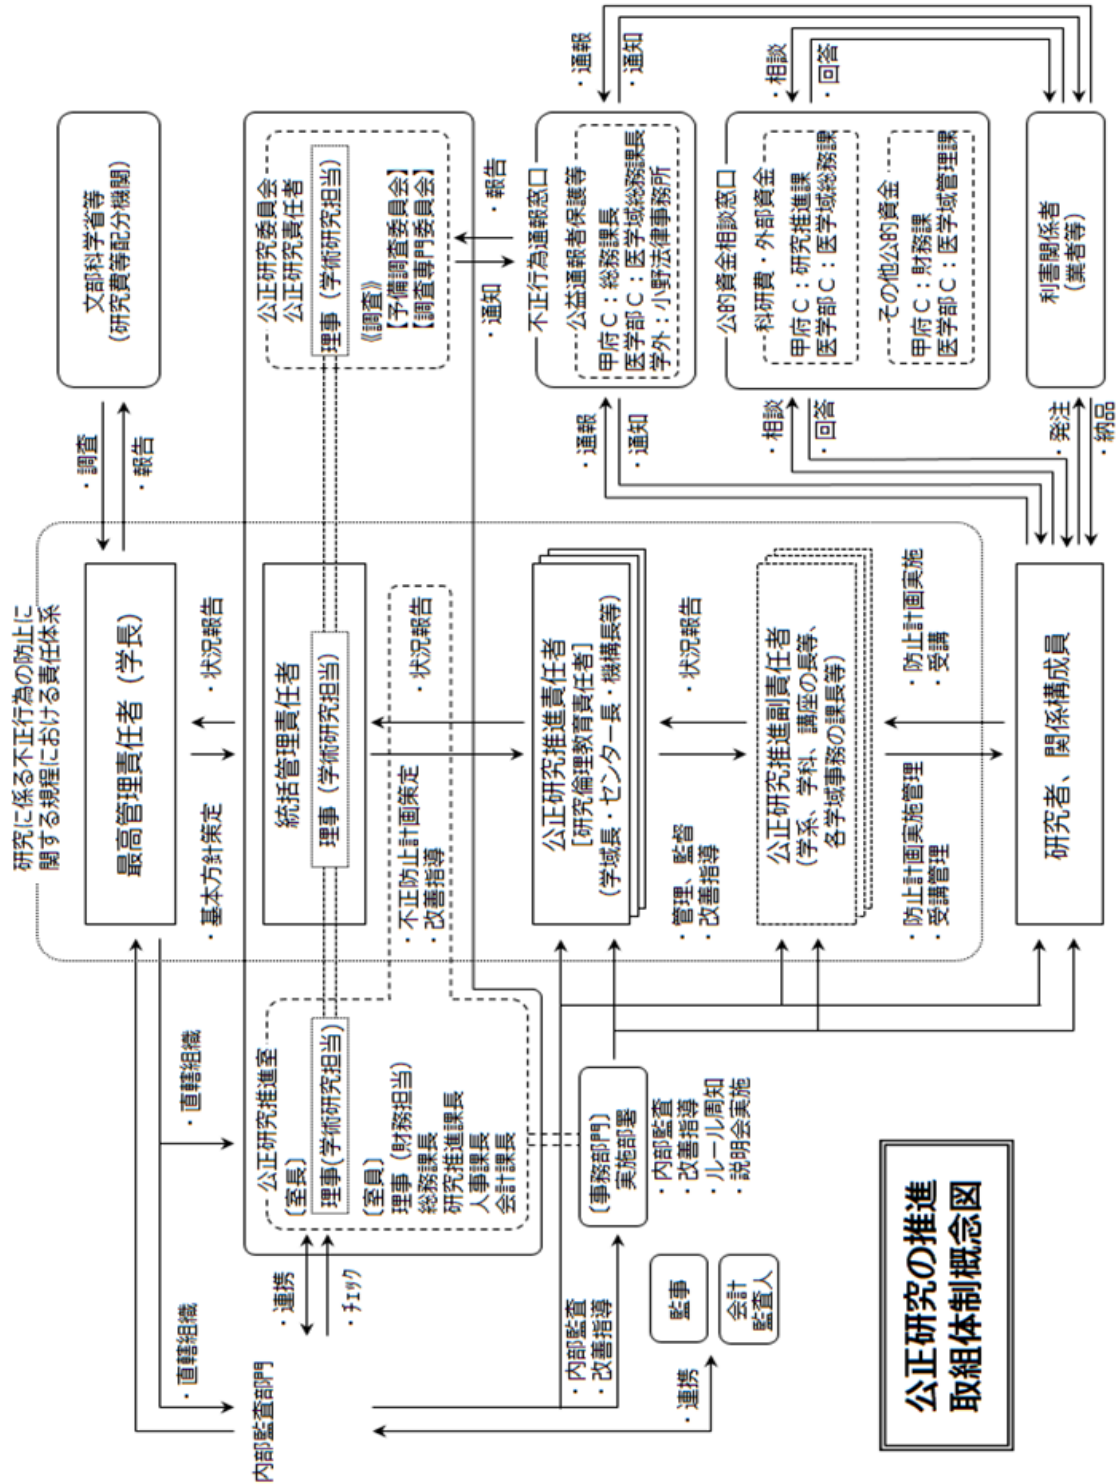 公正研究の推進
取組体制概念図
研究に係る不正行為の防止に
関する規程における責任体系
最高管理責任者（学長）
・調査
・報告
文部科学省等
（研究費等配分機関）
・直轄組織
・直轄組織
・基本方針策定
・状況報告
内部監査部門
・連携
・チェック
公正研究推進室
〔室長〕
理事（学術研究担当）
〔室員〕
理事（財務担当）
総務課長
研究推進課長
人事課長
会計課長
統括管理責任者
理事（学術研究担当）
公正研究委員会
公正研究責任者
理事（学術研究担当）
《調査》
【予備調査委員会】
【調査専門委員会】
・不正防止計画策定
・改善指導
・状況報告
・通知
・報告
・内部監査
・改善指導
〔事務部門〕
実施部署
・内部監査
・改善指導
・ルール周知
・説明会実施
公正研究推進責任者
［研究倫理教育責任者］
（学域長・センター長・機構長等）
・通報
・通知
不正行為通報窓口
公益通報者保護等
甲府Ｃ：総務課長
医学部Ｃ：医学域総務課長
学外：小野法律事務所
・通報
・通知
・連携
監事
会計
監査人
・管理、監督
・改善指導
・状況報告
公正研究推進副責任者
（学系、学科、講座の長等、
各学域事務の課長等）
・相談
・回答
公的資金相談窓口
科研費・外部資金
甲府Ｃ：研究推進課
医学部Ｃ：医学域総務課
その他公的資金
甲府Ｃ：財務課
医学部Ｃ：医学域管理課
・相談
・回答
・防止計画実施管理
・受講管理
・防止計画実施
・受講
研究者、関係構成員
・発注
・納品
利害関係者
（業者等）